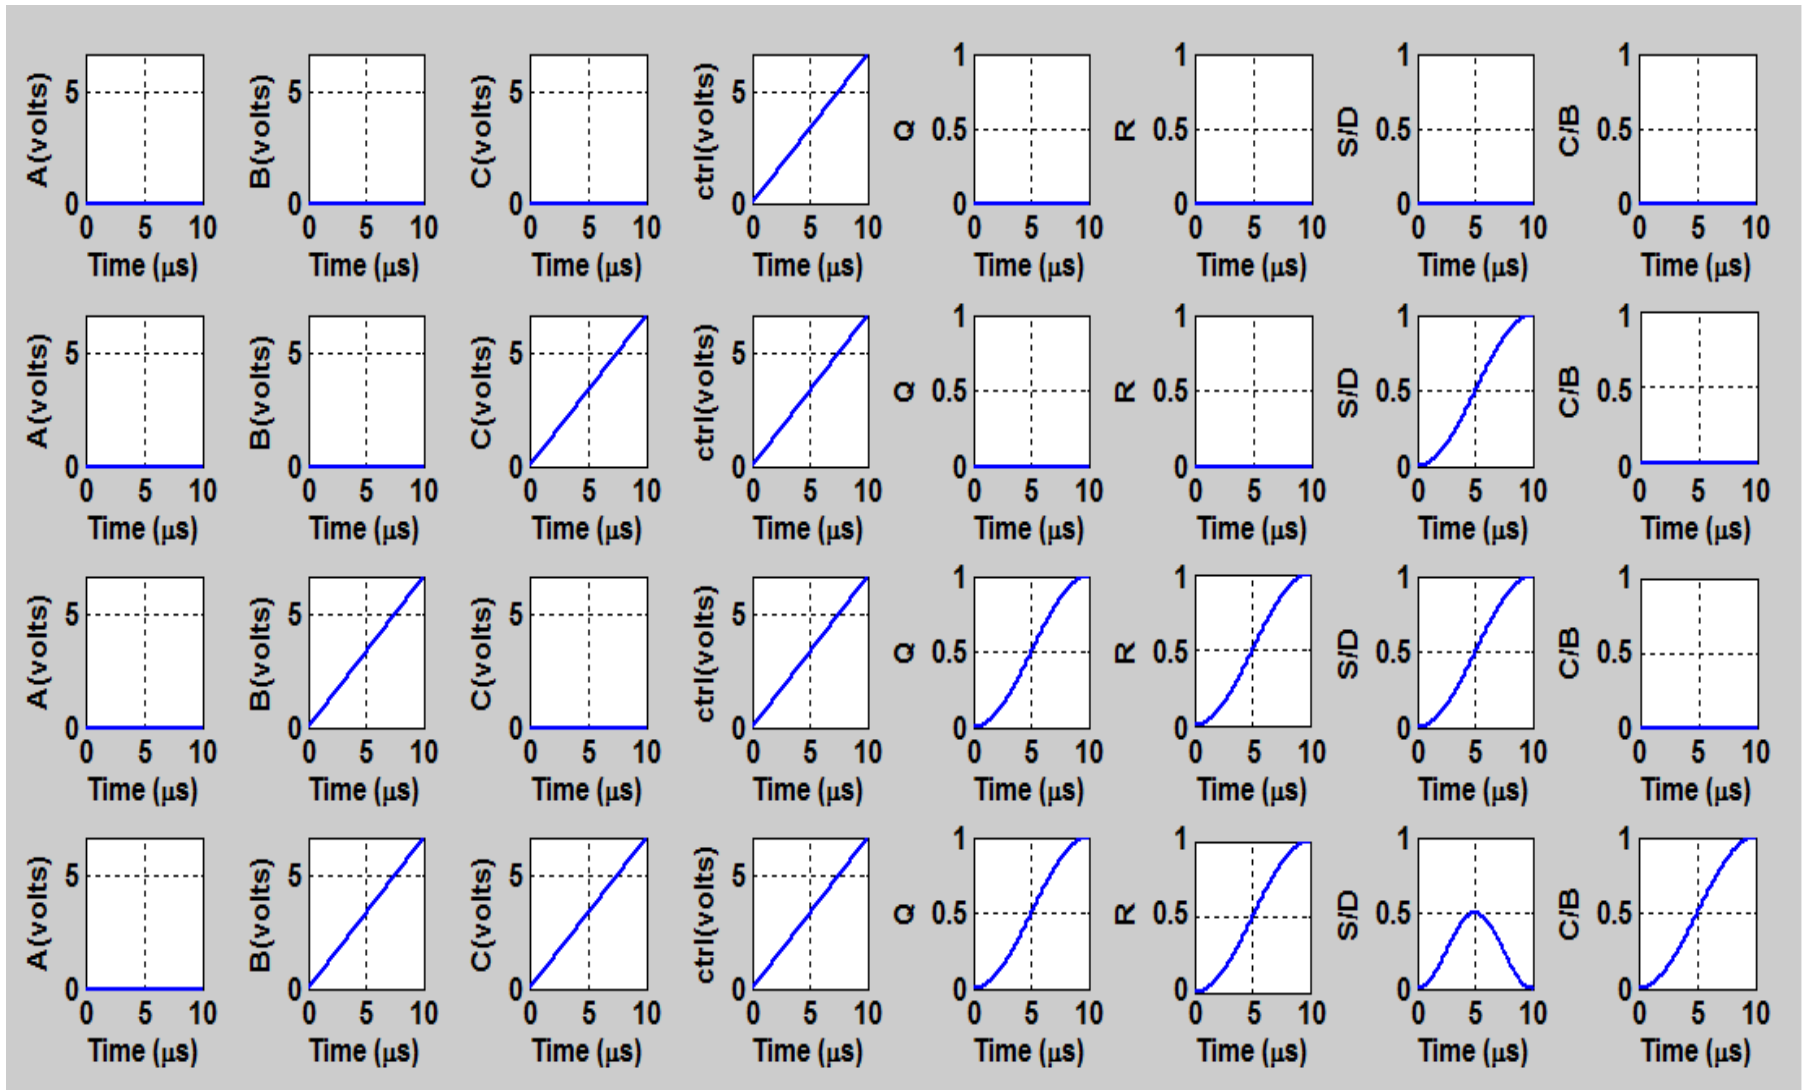 A(volts) 5 0 0 5 10 Time (μs)
B(volts) 5 0 0 5 10 Time (μs)
C(volts) 5 0 0 5 10 Time (μs)
ctrl(volts) 5 0 0 5 10 Time (μs)
Q 1 0.5 0 0 5 10 Time (μs)
R 1 0.5 0 0 5 10 Time (μs)
S/D 1 0.5 0 0 5 10 Time (μs)
C/B 1 0.5 0 0 5 10 Time (μs)
A(volts) 5 0 0 5 10 Time (μs)
B(volts) 5 0 0 5 10 Time (μs)
C(volts) 5 0 0 5 10 Time (μs)
ctrl(volts) 5 0 0 5 10 Time (μs)
Q 1 0.5 0 0 5 10 Time (μs)
R 1 0.5 0 0 5 10 Time (μs)
S/D 1 0.5 0 0 5 10 Time (μs)
C/B 1 0.5 0 0 5 10 Time (μs)
A(volts) 5 0 0 5 10 Time (μs)
B(volts) 5 0 0 5 10 Time (μs)
C(volts) 5 0 0 5 10 Time (μs)
ctrl(volts) 5 0 0 5 10 Time (μs)
Q 1 0.5 0 0 5 10 Time (μs)
R 1 0.5 0 0 5 10 Time (μs)
S/D 1 0.5 0 0 5 10 Time (μs)
C/B 1 0.5 0 0 5 10 Time (μs)
A(volts) 5 0 0 5 10 Time (μs)
B(volts) 5 0 0 5 10 Time (μs)
C(volts) 5 0 0 5 10 Time (μs)
ctrl(volts) 5 0 0 5 10 Time (μs)
Q 1 0.5 0 0 5 10 Time (μs)
R 1 0.5 0 0 5 10 Time (μs)
S/D 1 0.5 0 0 5 10 Time (μs)
C/B 1 0.5 0 0 5 10 Time (μs)